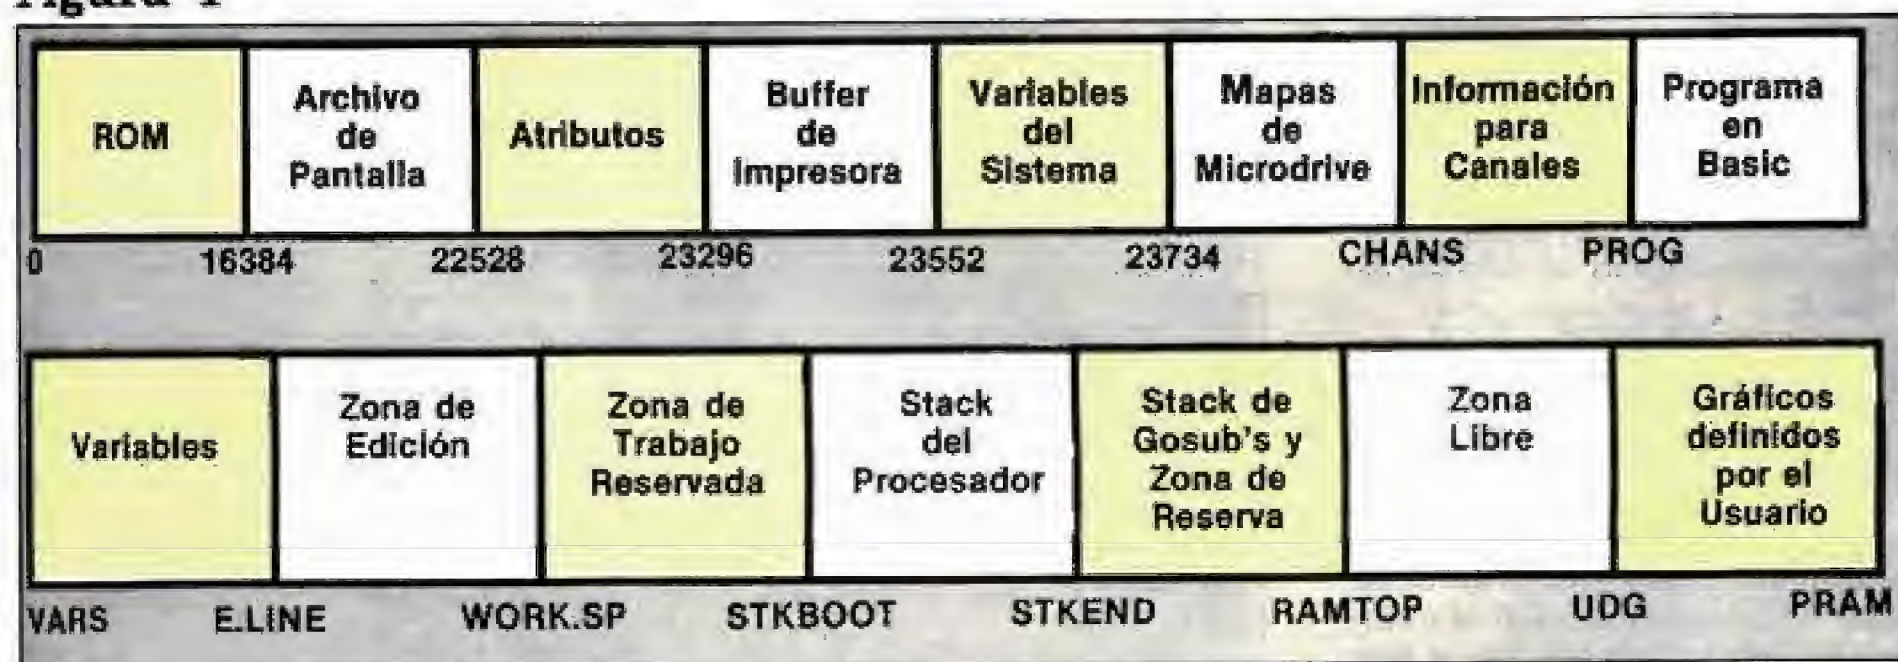 Figura 1
ROM
Archivo
de
Pantalla
Atributos
Buffer
de
Impresora
Variables
del
Sistema
Mapas
de
Microdrive
Información
para
Canales
Programa
en
Basic
0 16384 22528 23296 23552 23734 CHANS PROG
Variables
Zona de
Edición
Zona de
Trabajo
Reservada
Stack
del
Procesador
Stack de
Gosub's y
Zona de
Reserva
Zona
Libre
Gráficos
definidos
por el
Usuario
VARS E.LINE WORK.SP STKBOOT STKEND RAMTOP UDG PRAM